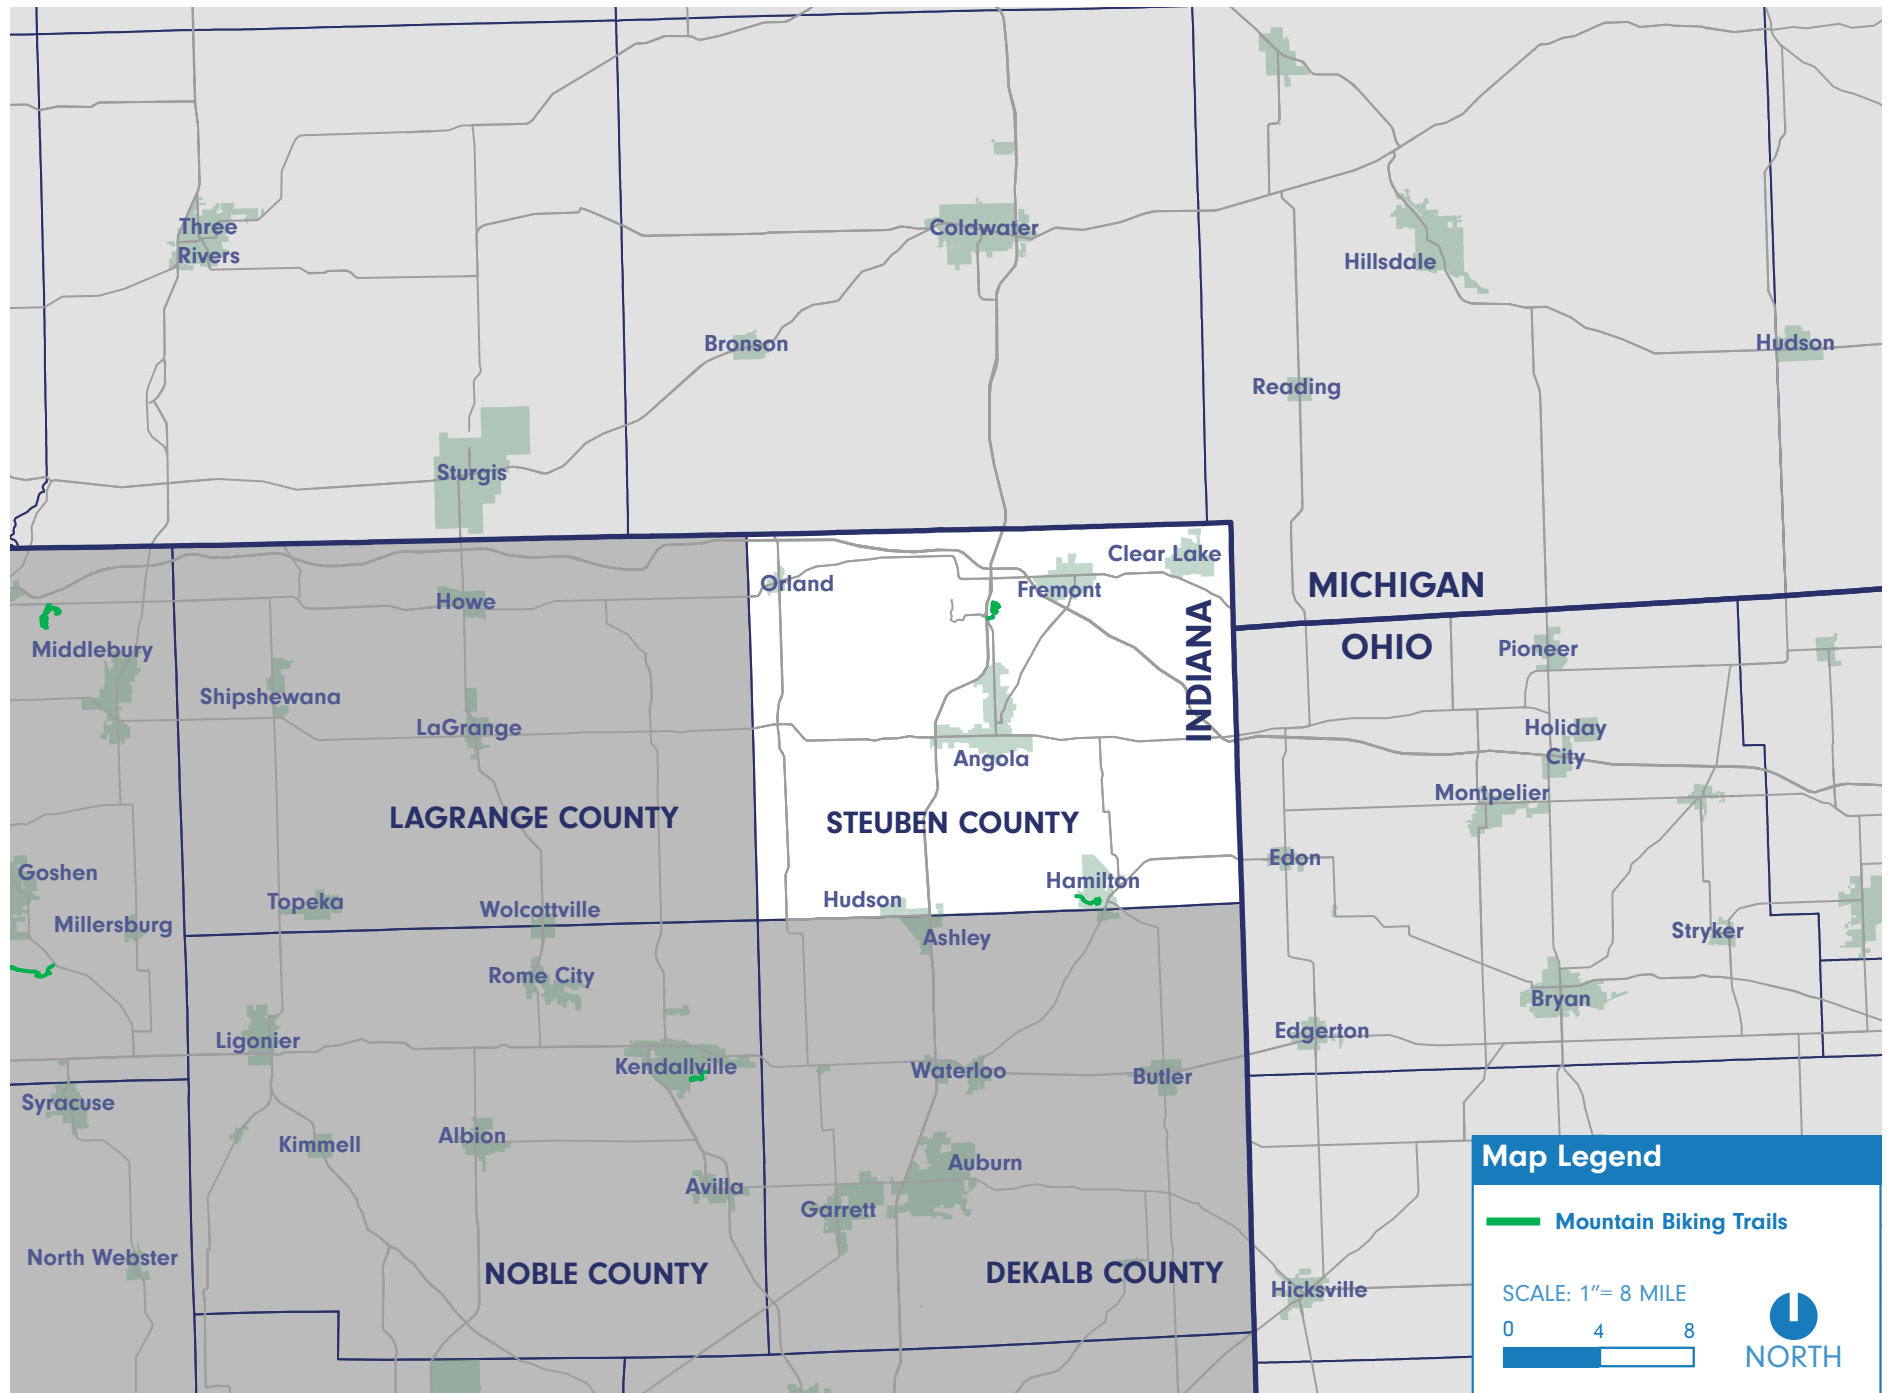 Three
Rivers
Coldwater
Hillsdale
Bronson
Hudson
Reading
Sturgis
Clear Lake
Orland
Fremont
MICHIGAN
Howe
INDIANA
OHIO
Middlebury
Pioneer
Shipshewana
LaGrange
Holiday
City
Angola
Montpelier
LAGRANGE COUNTY
STEUBEN COUNTY
Edon
Goshen
Hamilton
Topeka
Hudson
Wolcottville
Millersburg
Stryker
Ashley
Rome City
Bryan
Edgerton
Ligonier
Kendallville
Waterloo
Butler
Syracuse
Albion
Kimmell
Auburn
Avilla
Garrett
North Webster
NOBLE COUNTY
DEKALB COUNTY
Hicksville
Map Legend
Mountain Biking Trails
SCALE: 1"= 8 MILE
0 4 8
NORTH